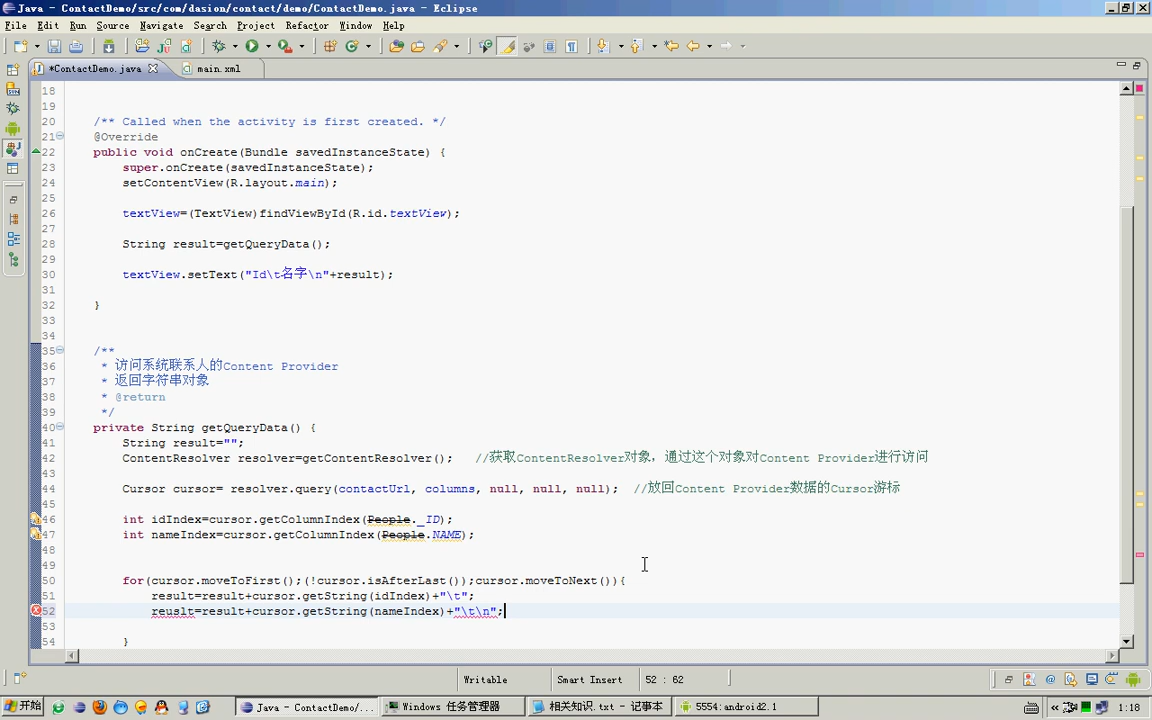 Java - ContactDemo/src/com/dasion/contact/demo/ContactDemo.java - Eclipse
File Edit Run Source Navigate Search Project Refactor Window Help
*ContactDemo.java main.xml
18
19
20 /** Called when the activity is first created. */
21 @Override
22 public void onCreate(Bundle savedInstanceState) {
23 super.onCreate(savedInstanceState);
24 setContentView(R.layout.main);
25
26 textView=(TextView)findViewById(R.id.textView);
27
28 String result=getQueryData();
29
30 textView.setText("Id\t名字\n"+result);
31
32 }
33
34
35 /**
36 * 访问系统联系人的Content Provider
37 * 返回字符串对象
38 * @return
39 */
40 private String getQueryData() {
41 String result="";
42 ContentResolver resolver=getContentResolver(); //获取ContentResolver对象，通过这个对象对Content Provider进行访问
43
44 Cursor cursor= resolver.query(contactUrl, columns, null, null, null); //放回Content Provider数据的Cursor游标
45
46 int idIndex=cursor.getColumnIndex(People._ID);
47 int nameIndex=cursor.getColumnIndex(People.NAME);
48
49
50 for(cursor.moveToFirst();(!cursor.isAfterLast());cursor.moveToNext()){
51 result=result+cursor.getString(idIndex)+"\t";
52 reuslt=result+cursor.getString(nameIndex)+"\t\n";
53
54 }
Writable Smart Insert 52 : 62
开始 Java - ContactDemo/... Windows 任务管理器 相关知识.txt - 记事本 5554:android2.1 « 1:18